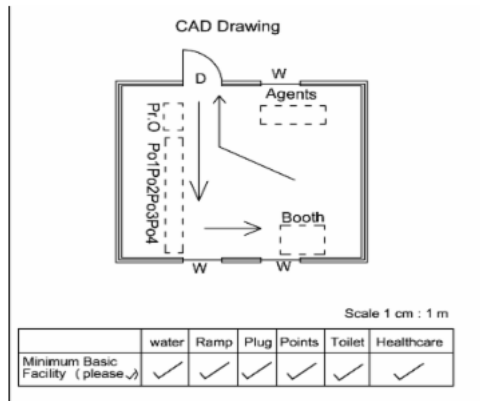 CAD Drawing
D
W
Agents
Pr.O
Po1Po2Po3Po4
Booth
W
W
Scale 1 cm : 1 m
water Ramp Plug Points Toilet Healthcare
Minimum Basic
Facility (please ✓) ✓ ✓ ✓ ✓ ✓ ✓